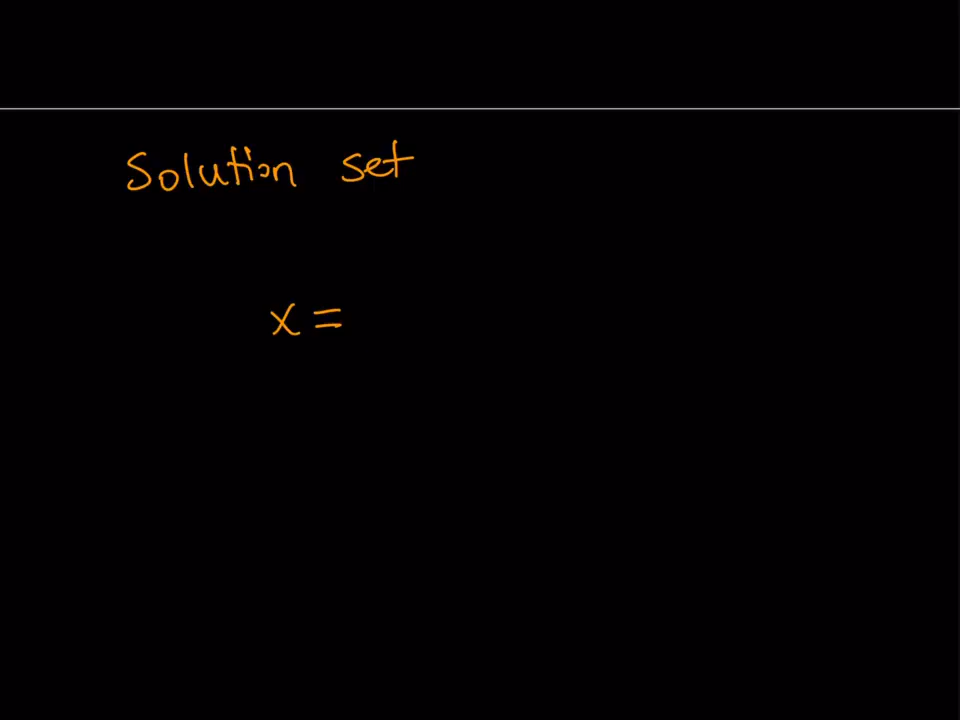 Solution set
x =